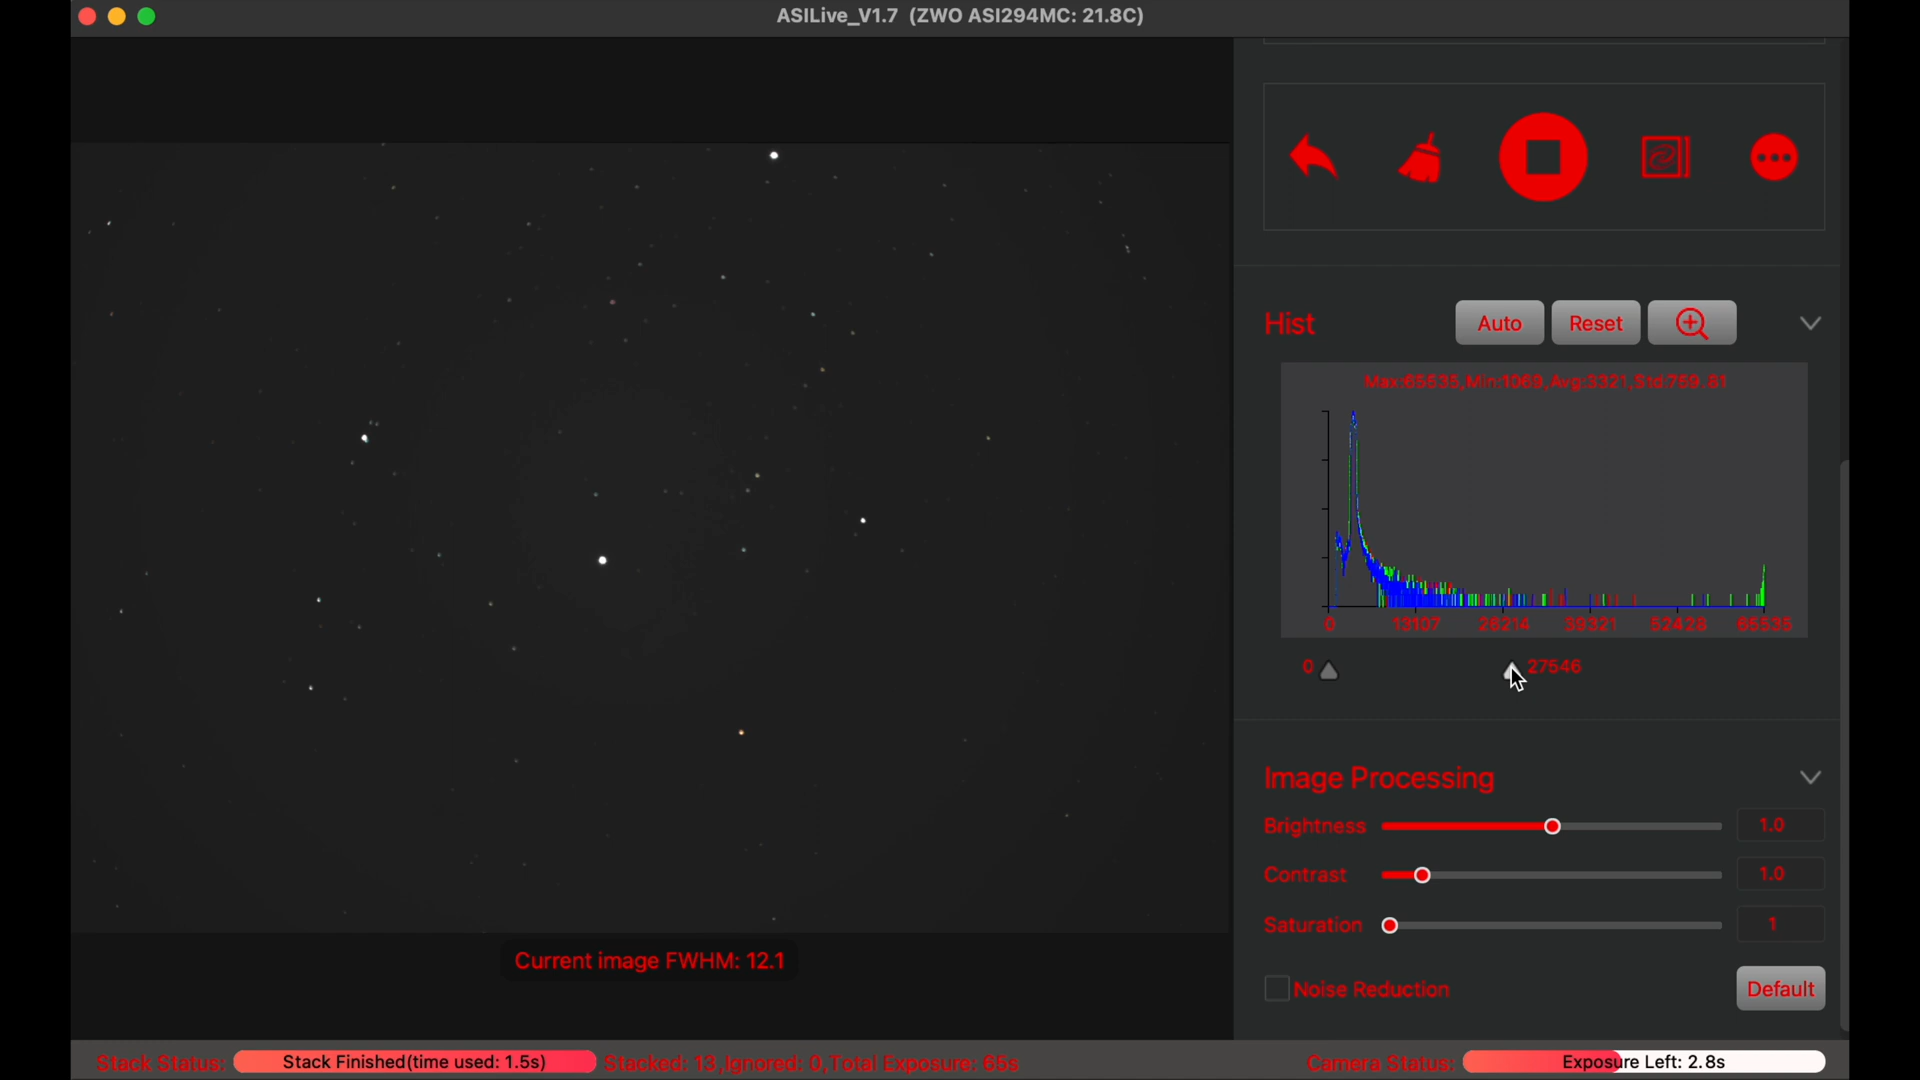 ASILive_V1.7 (ZWO ASI294MC: 21.8C)
Hist
Auto
Reset
Max:65535,Min:1069,Avg:3321,Std:759.81
0 13107 26214 39321 52428 65535
0
27546
Image Processing
Brightness 1.0
Contrast 1.0
Saturation 1
Noise Reduction
Default
Current image FWHM: 12.1
Stack Status: Stack Finished(time used: 1.5s) Stacked: 13,Ignored: 0,Total Exposure: 65s
Camera Status: Exposure Left: 2.8s